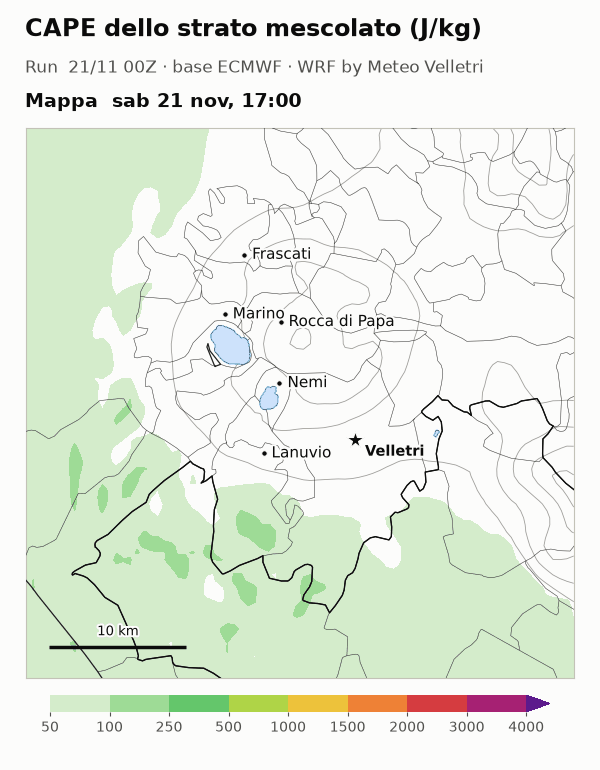 CAPE dello strato mescolato (J/kg)
Run  21/11 00Z · base ECMWF · WRF by Meteo Velletri
Mappa  sab 21 nov, 17:00
Frascati
Marino
Rocca di Papa
Nemi
Velletri
Lanuvio
10 km
50 100 250 500 1000 1500 2000 3000 4000